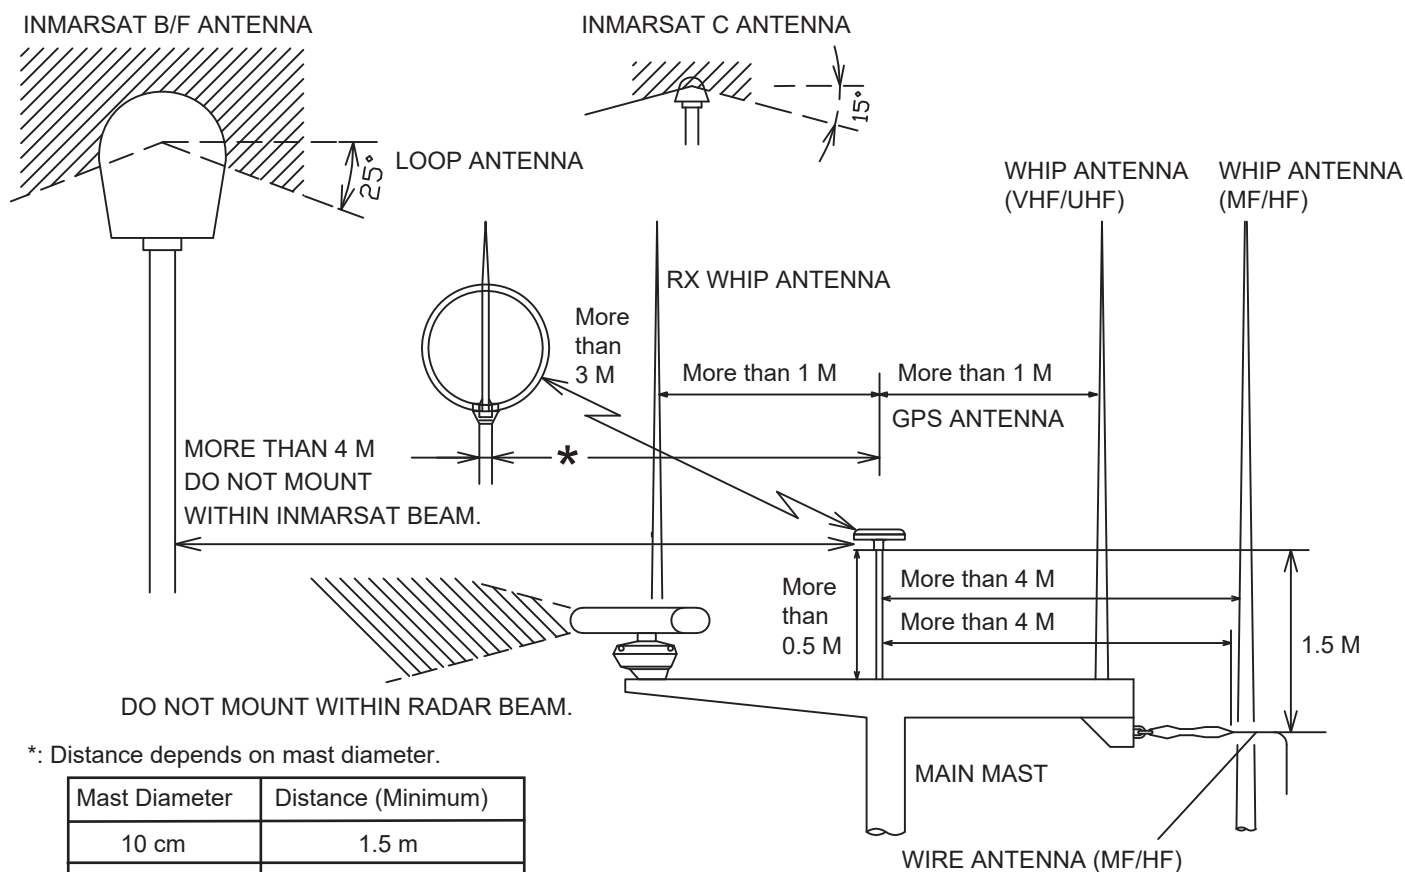 INMARSAT B/F ANTENNA
INMARSAT C ANTENNA
15°
25°
LOOP ANTENNA
WHIP ANTENNA
(VHF/UHF)
WHIP ANTENNA
(MF/HF)
RX WHIP ANTENNA
More
than
3 M
More than 1 M
More than 1 M
GPS ANTENNA
MORE THAN 4 M
DO NOT MOUNT
WITHIN INMARSAT BEAM.
*
More
than
0.5 M
More than 4 M
More than 4 M
1.5 M
DO NOT MOUNT WITHIN RADAR BEAM.
*: Distance depends on mast diameter.
MAIN MAST
Mast Diameter Distance (Minimum)
10 cm 1.5 m
WIRE ANTENNA (MF/HF)